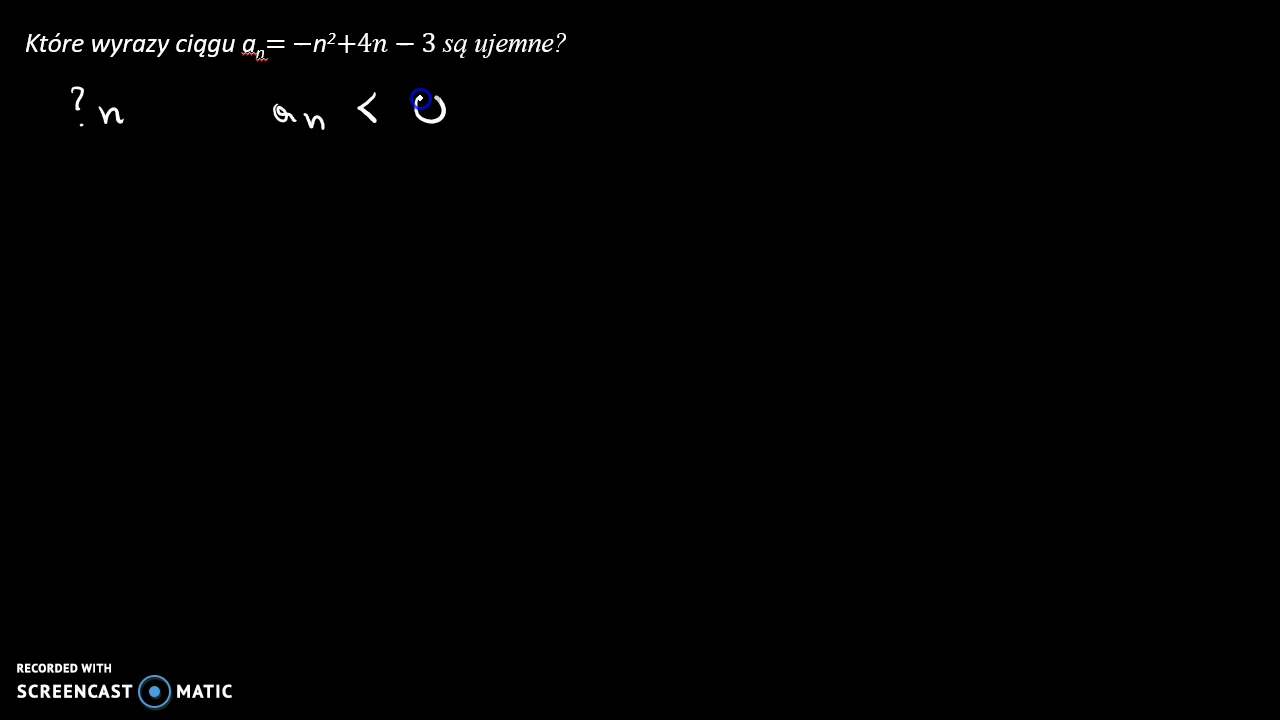 Które wyrazy ciągu aₙ= −n²+4n − 3 są ujemne?
? n aₙ < 0
RECORDED WITH
SCREENCAST MATIC